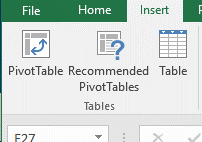 File Home Insert
PivotTable Recommended PivotTables Table
Tables
F27